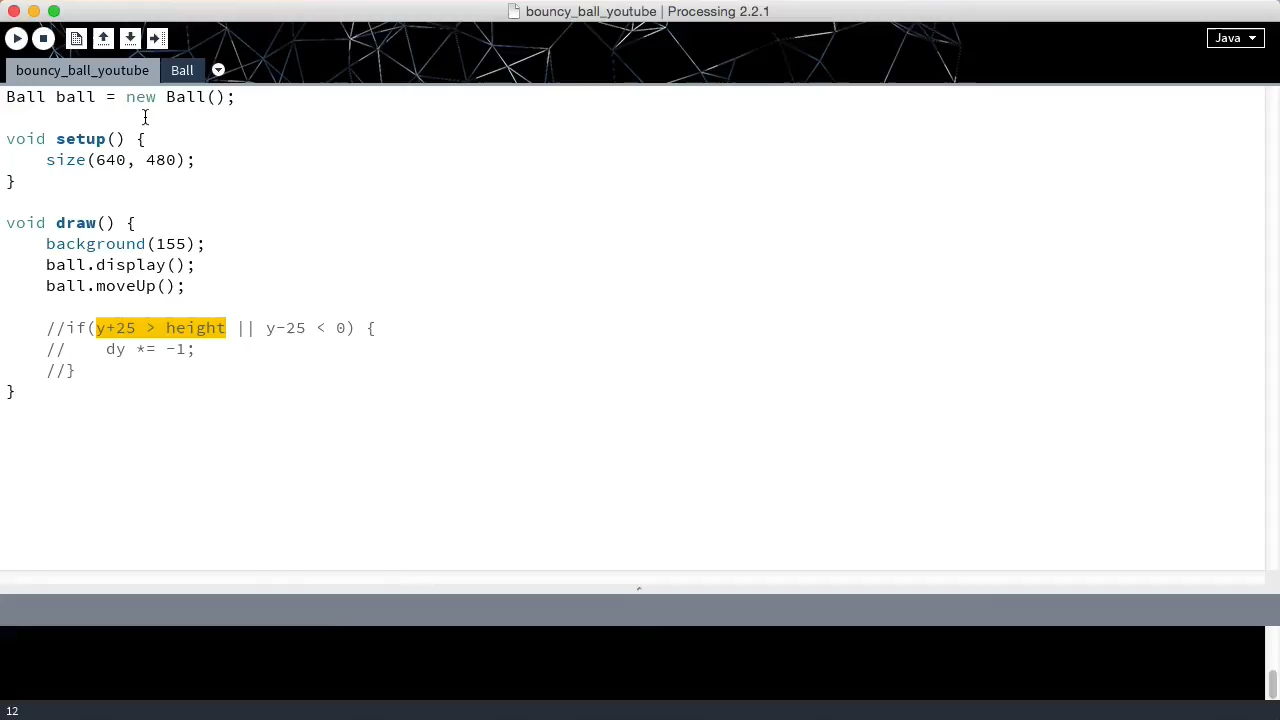 bouncy_ball_youtube | Processing 2.2.1
Java
bouncy_ball_youtube Ball
Ball ball = new Ball();
void setup() {
    size(640, 480);
}
void draw() {
    background(155);
    ball.display();
    ball.moveUp();
    //if(y+25 > height || y-25 < 0) {
    //    dy *= -1;
    //}
}
12